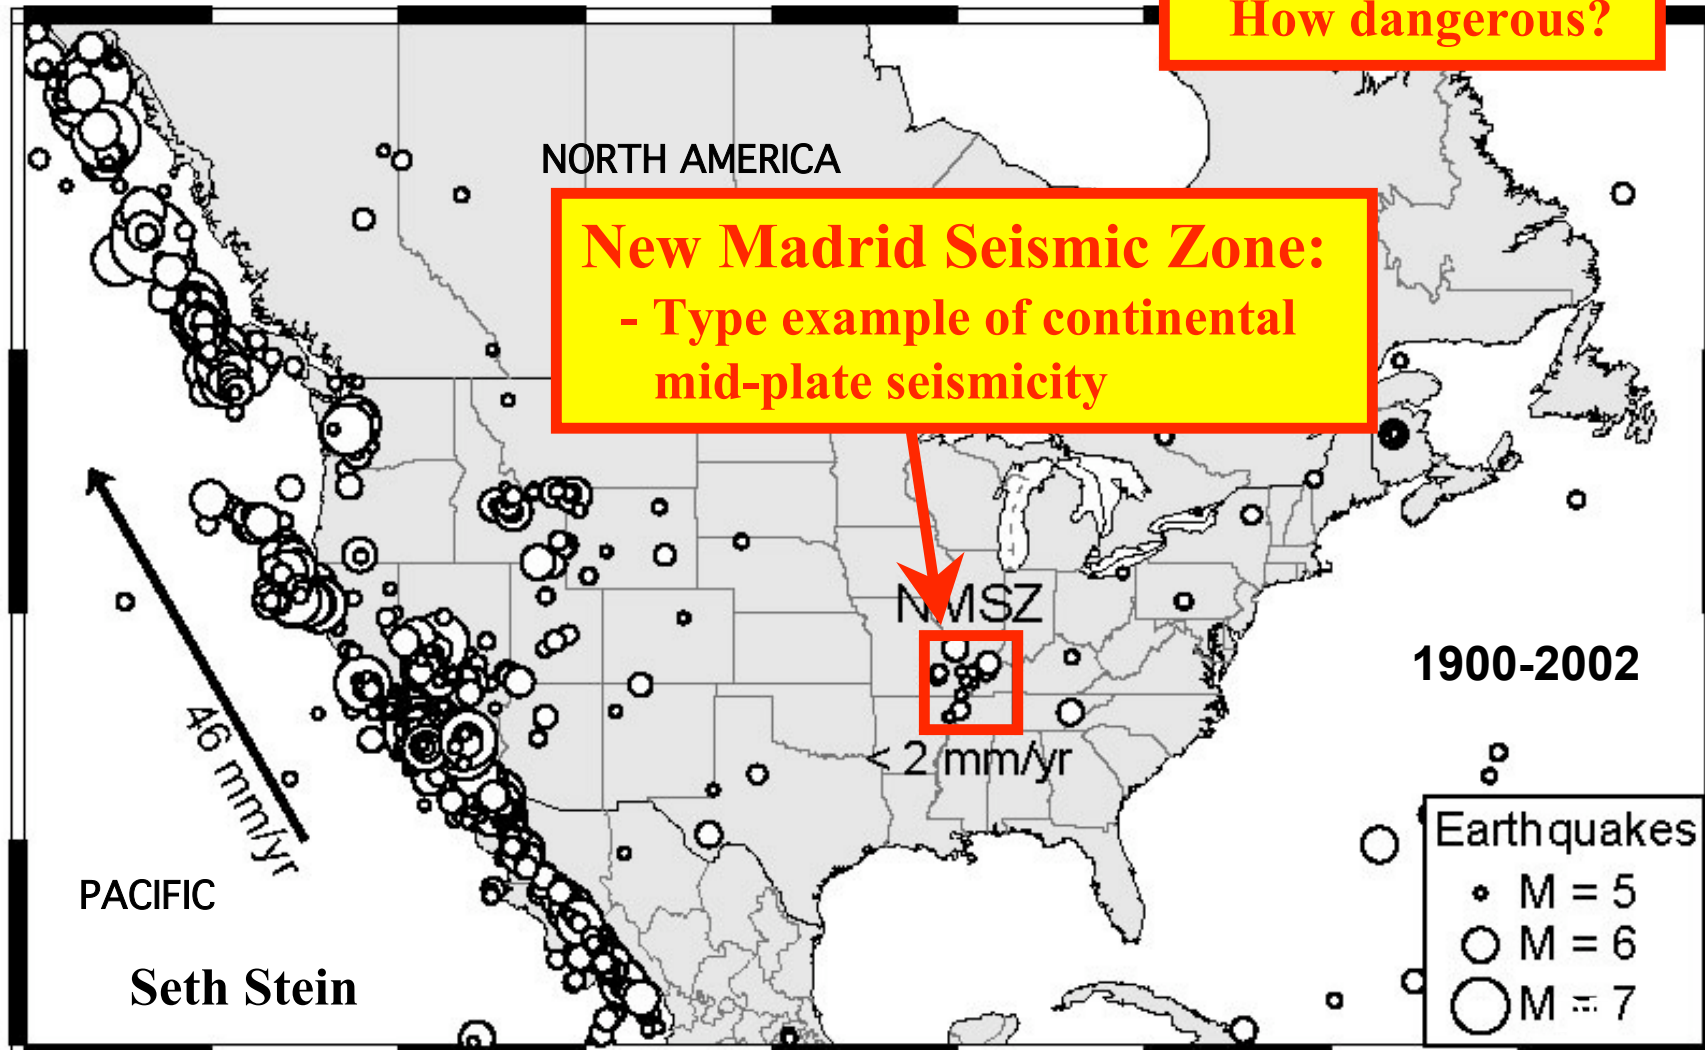 How dangerous?
NORTH AMERICA
New Madrid Seismic Zone:
- Type example of continental
mid-plate seismicity
NMSZ
1900-2002
46 mm/yr
< 2 mm/yr
PACIFIC
Seth Stein
Earthquakes
M = 5
M = 6
M = 7